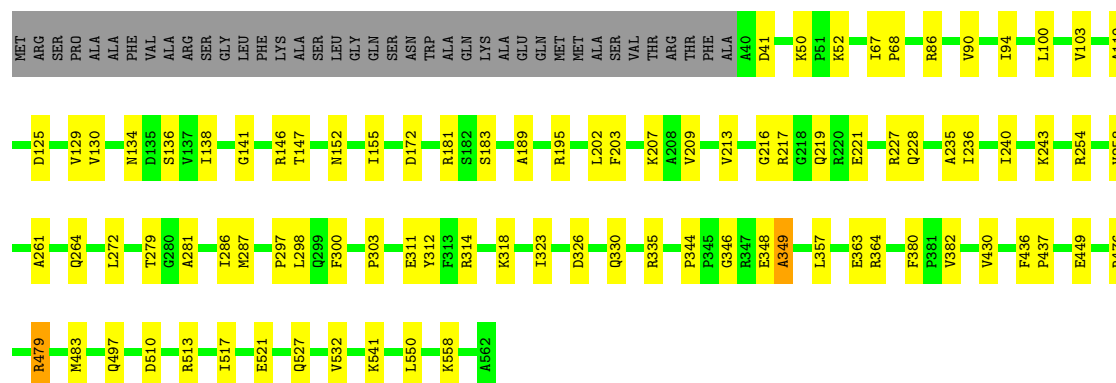 MET ARG SER PRO ALA ALA PHE VAL ALA ARG SER GLY LEU PHE LYS ALA SER LEU GLY GLN SER ASN TRP ALA GLN LYS ALA GLU GLN MET MET ALA SER VAL THR ARG THR PHE ALA A40 D41 K50 P51 K52 I67 P68 R86 V90 I94 L100 V103
D125 V129 V130 N134 D135 S136 V137 I138 G141 R146 T147 N152 I155 D172 R181 S182 S183 A189 R195 L202 F203 K207 A208 V209 V213 G216 R217 G218 Q219 R220 E221 R227 Q228 A235 I236 I240 K243 R254
A261 Q264 L272 T279 G280 A281 I286 M287 P297 L298 Q299 F300 P303 E311 Y312 F313 R314 K318 I323 D326 Q330 R335 P344 P345 G346 R347 E348 A349 L357 E363 R364 F380 P381 V382 V430 F436 P437 E449
R479 M483 Q497 D510 R513 I517 E521 Q527 V532 K541 L550 K558 A562